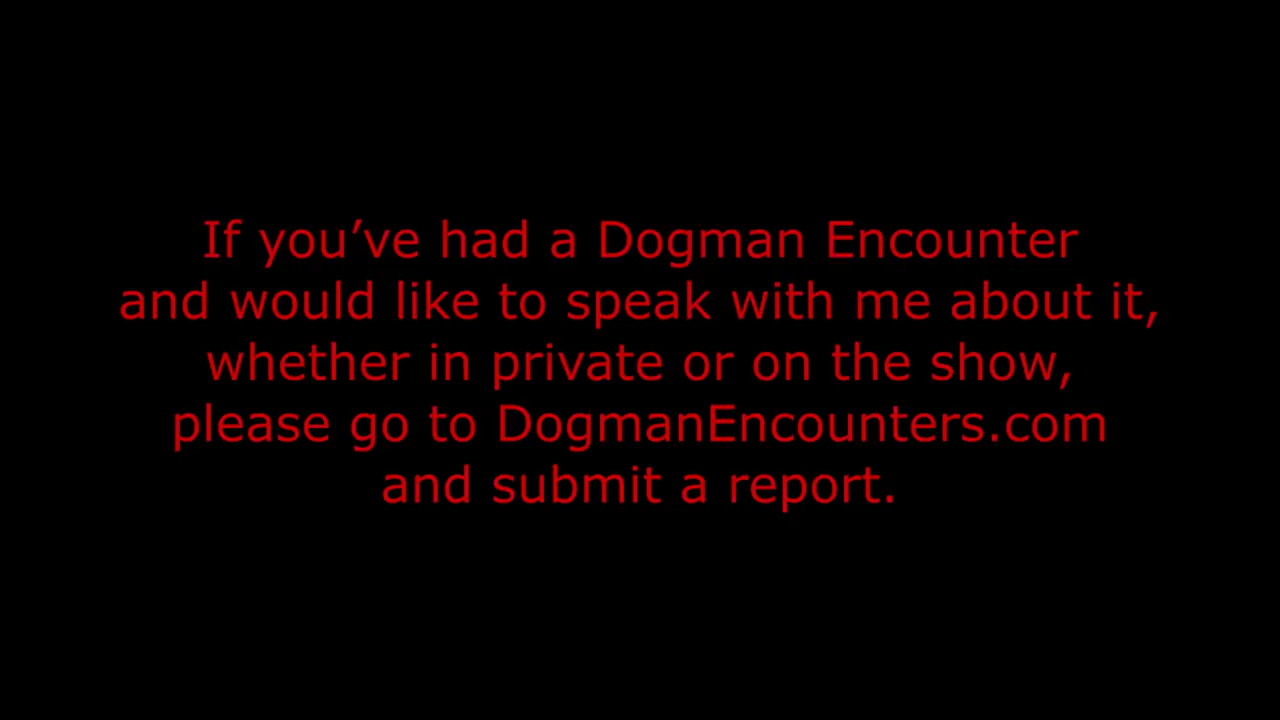 If you’ve had a Dogman Encounter
and would like to speak with me about it,
whether in private or on the show,
please go to DogmanEncounters.com
and submit a report.